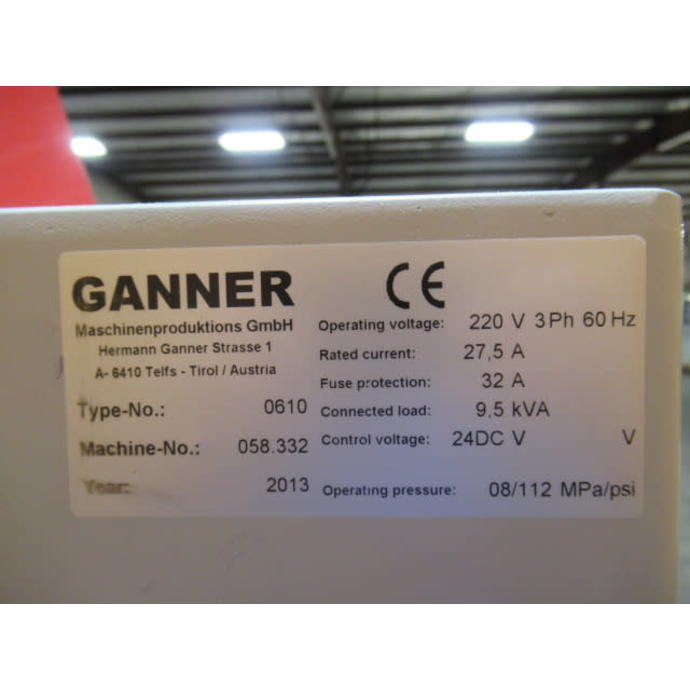 GANNER
Maschinenproduktions GmbH
Hermann Ganner Strasse 1
A- 6410 Telfs - Tirol / Austria
Type-No.: 0610
Machine-No.: 058.332
Year: 2013
CE
Operating voltage: 220 V 3Ph 60 Hz
Rated current: 27,5 A
Fuse protection: 32 A
Connected load: 9,5 kVA
Control voltage: 24DC V V
Operating pressure: 08/112 MPa/psi